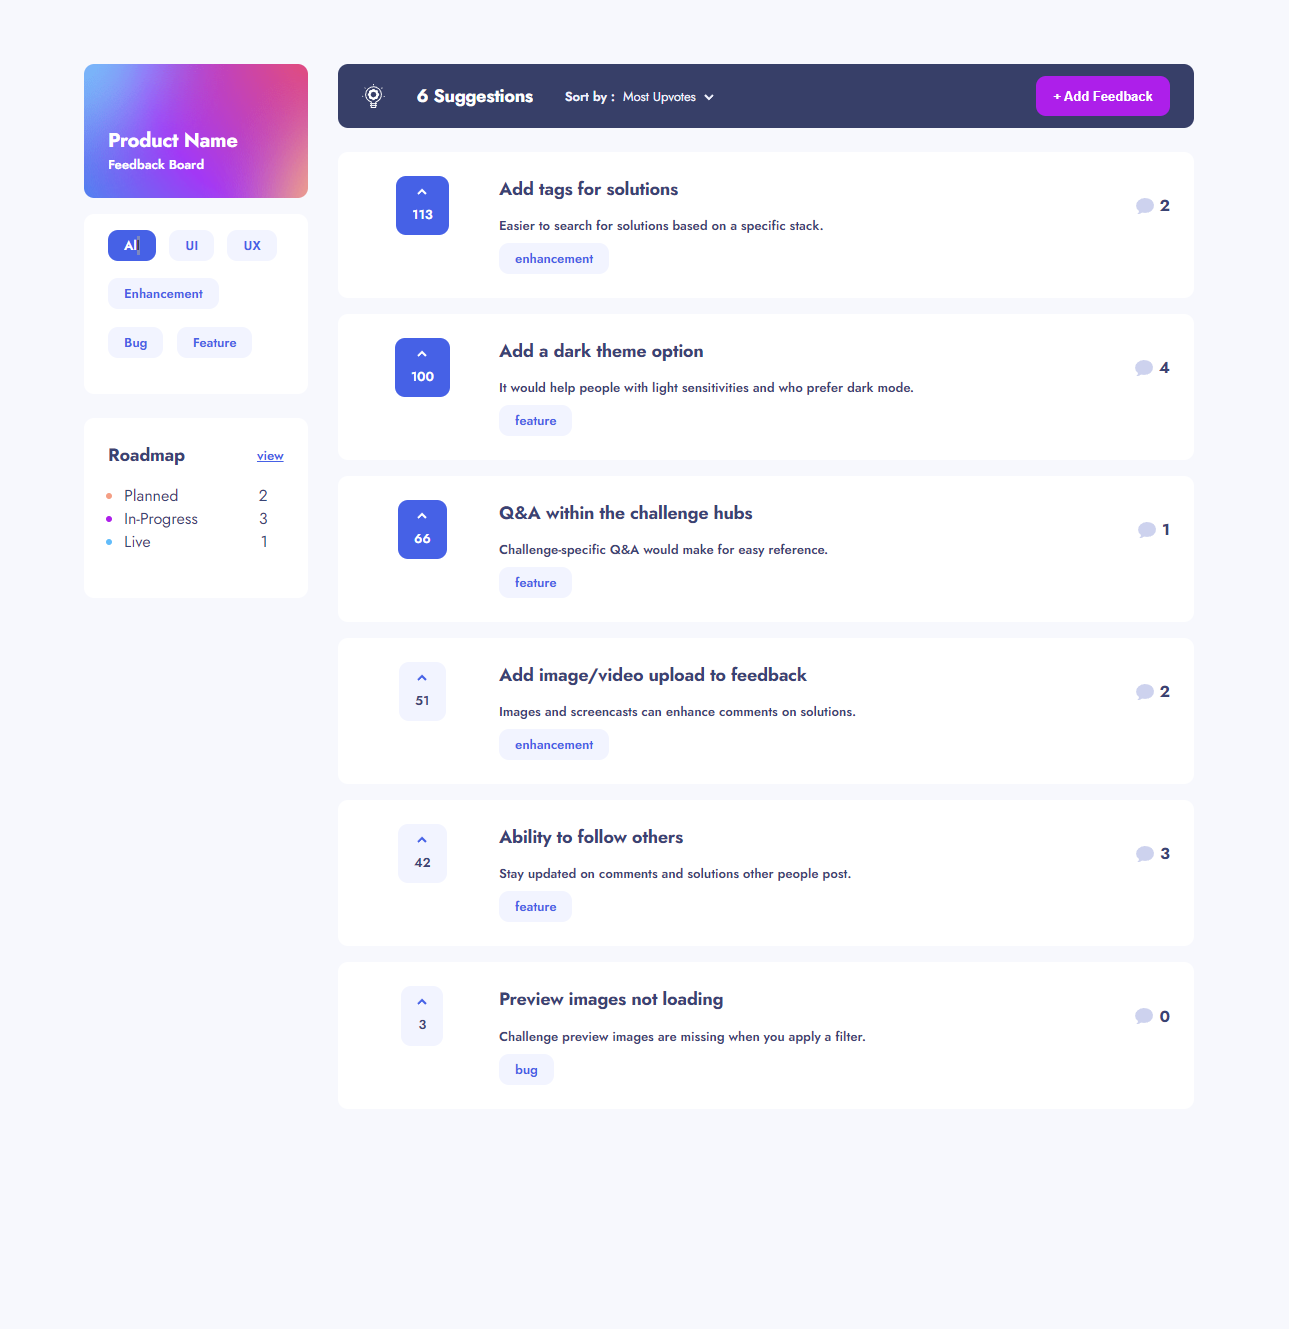 Product Name
Feedback Board
All
UI
UX
Enhancement
Bug
Feature
Roadmap
view
Planned 2
In-Progress 3
Live 1
6 Suggestions
Sort by : Most Upvotes
+ Add Feedback
113
Add tags for solutions
Easier to search for solutions based on a specific stack.
enhancement
2
100
Add a dark theme option
It would help people with light sensitivities and who prefer dark mode.
feature
4
66
Q&A within the challenge hubs
Challenge-specific Q&A would make for easy reference.
feature
1
51
Add image/video upload to feedback
Images and screencasts can enhance comments on solutions.
enhancement
2
42
Ability to follow others
Stay updated on comments and solutions other people post.
feature
3
3
Preview images not loading
Challenge preview images are missing when you apply a filter.
bug
0